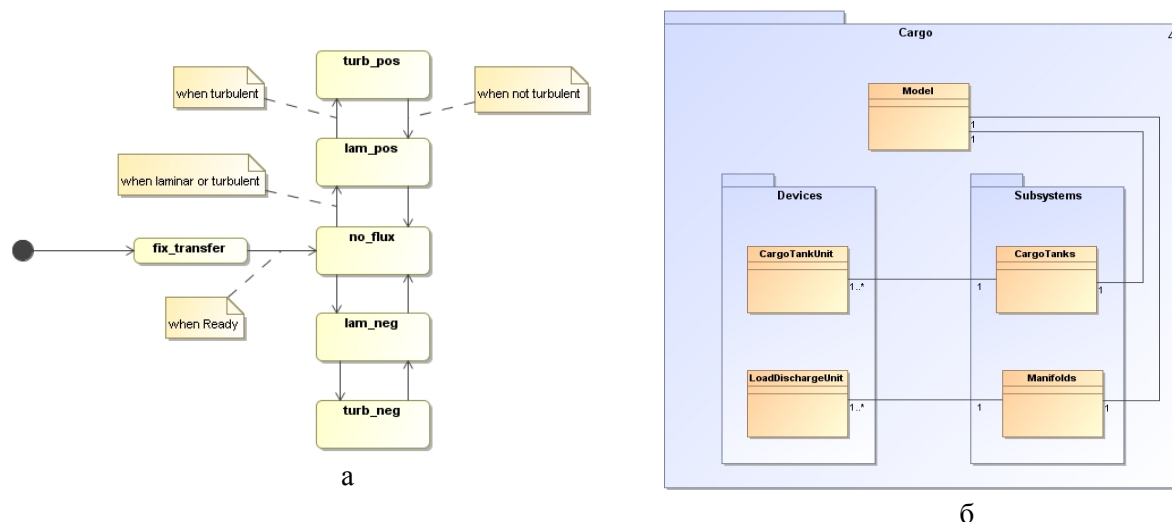 turb_pos
when turbulent
when not turbulent
lam_pos
when laminar or turbulent
no_flux
fix_transfer
when Ready
lam_neg
turb_neg
а
Cargo
Model
1
1
Devices
Subsystems
CargoTankUnit
CargoTanks
1..*
1
1
LoadDischargeUnit
Manifolds
1..*
1
1
б